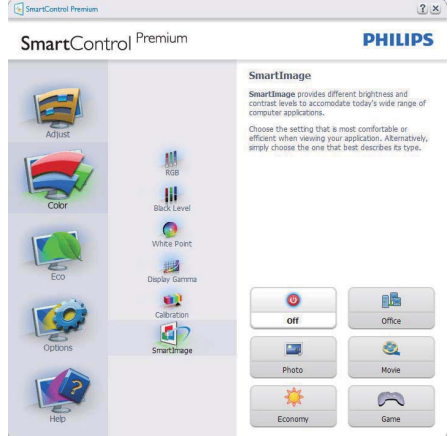 SmartControl Premium
SmartControl Premium
PHILIPS
Adjust
Color
Eco
Options
Help
RGB
Black Level
White Point
Display Gamma
Calibration
SmartImage
SmartImage
SmartImage provides different brightness and
contrast levels to accomodate today's wide range of
computer applications.
Choose the setting that is most comfortable or
efficient when viewing your application. Alternatively,
simply choose the one that best describes its type.
Off
Office
Photo
Movie
Economy
Game